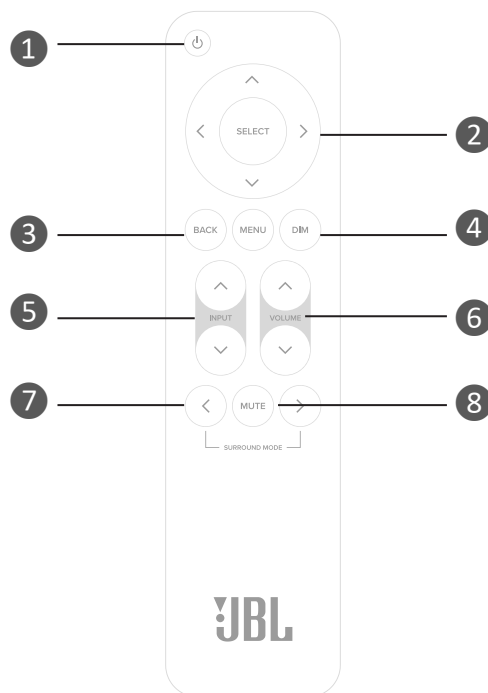 1
SELECT
2
3
BACK
MENU
DIM
4
5
INPUT
VOLUME
6
7
MUTE
8
SURROUND MODE
JBL